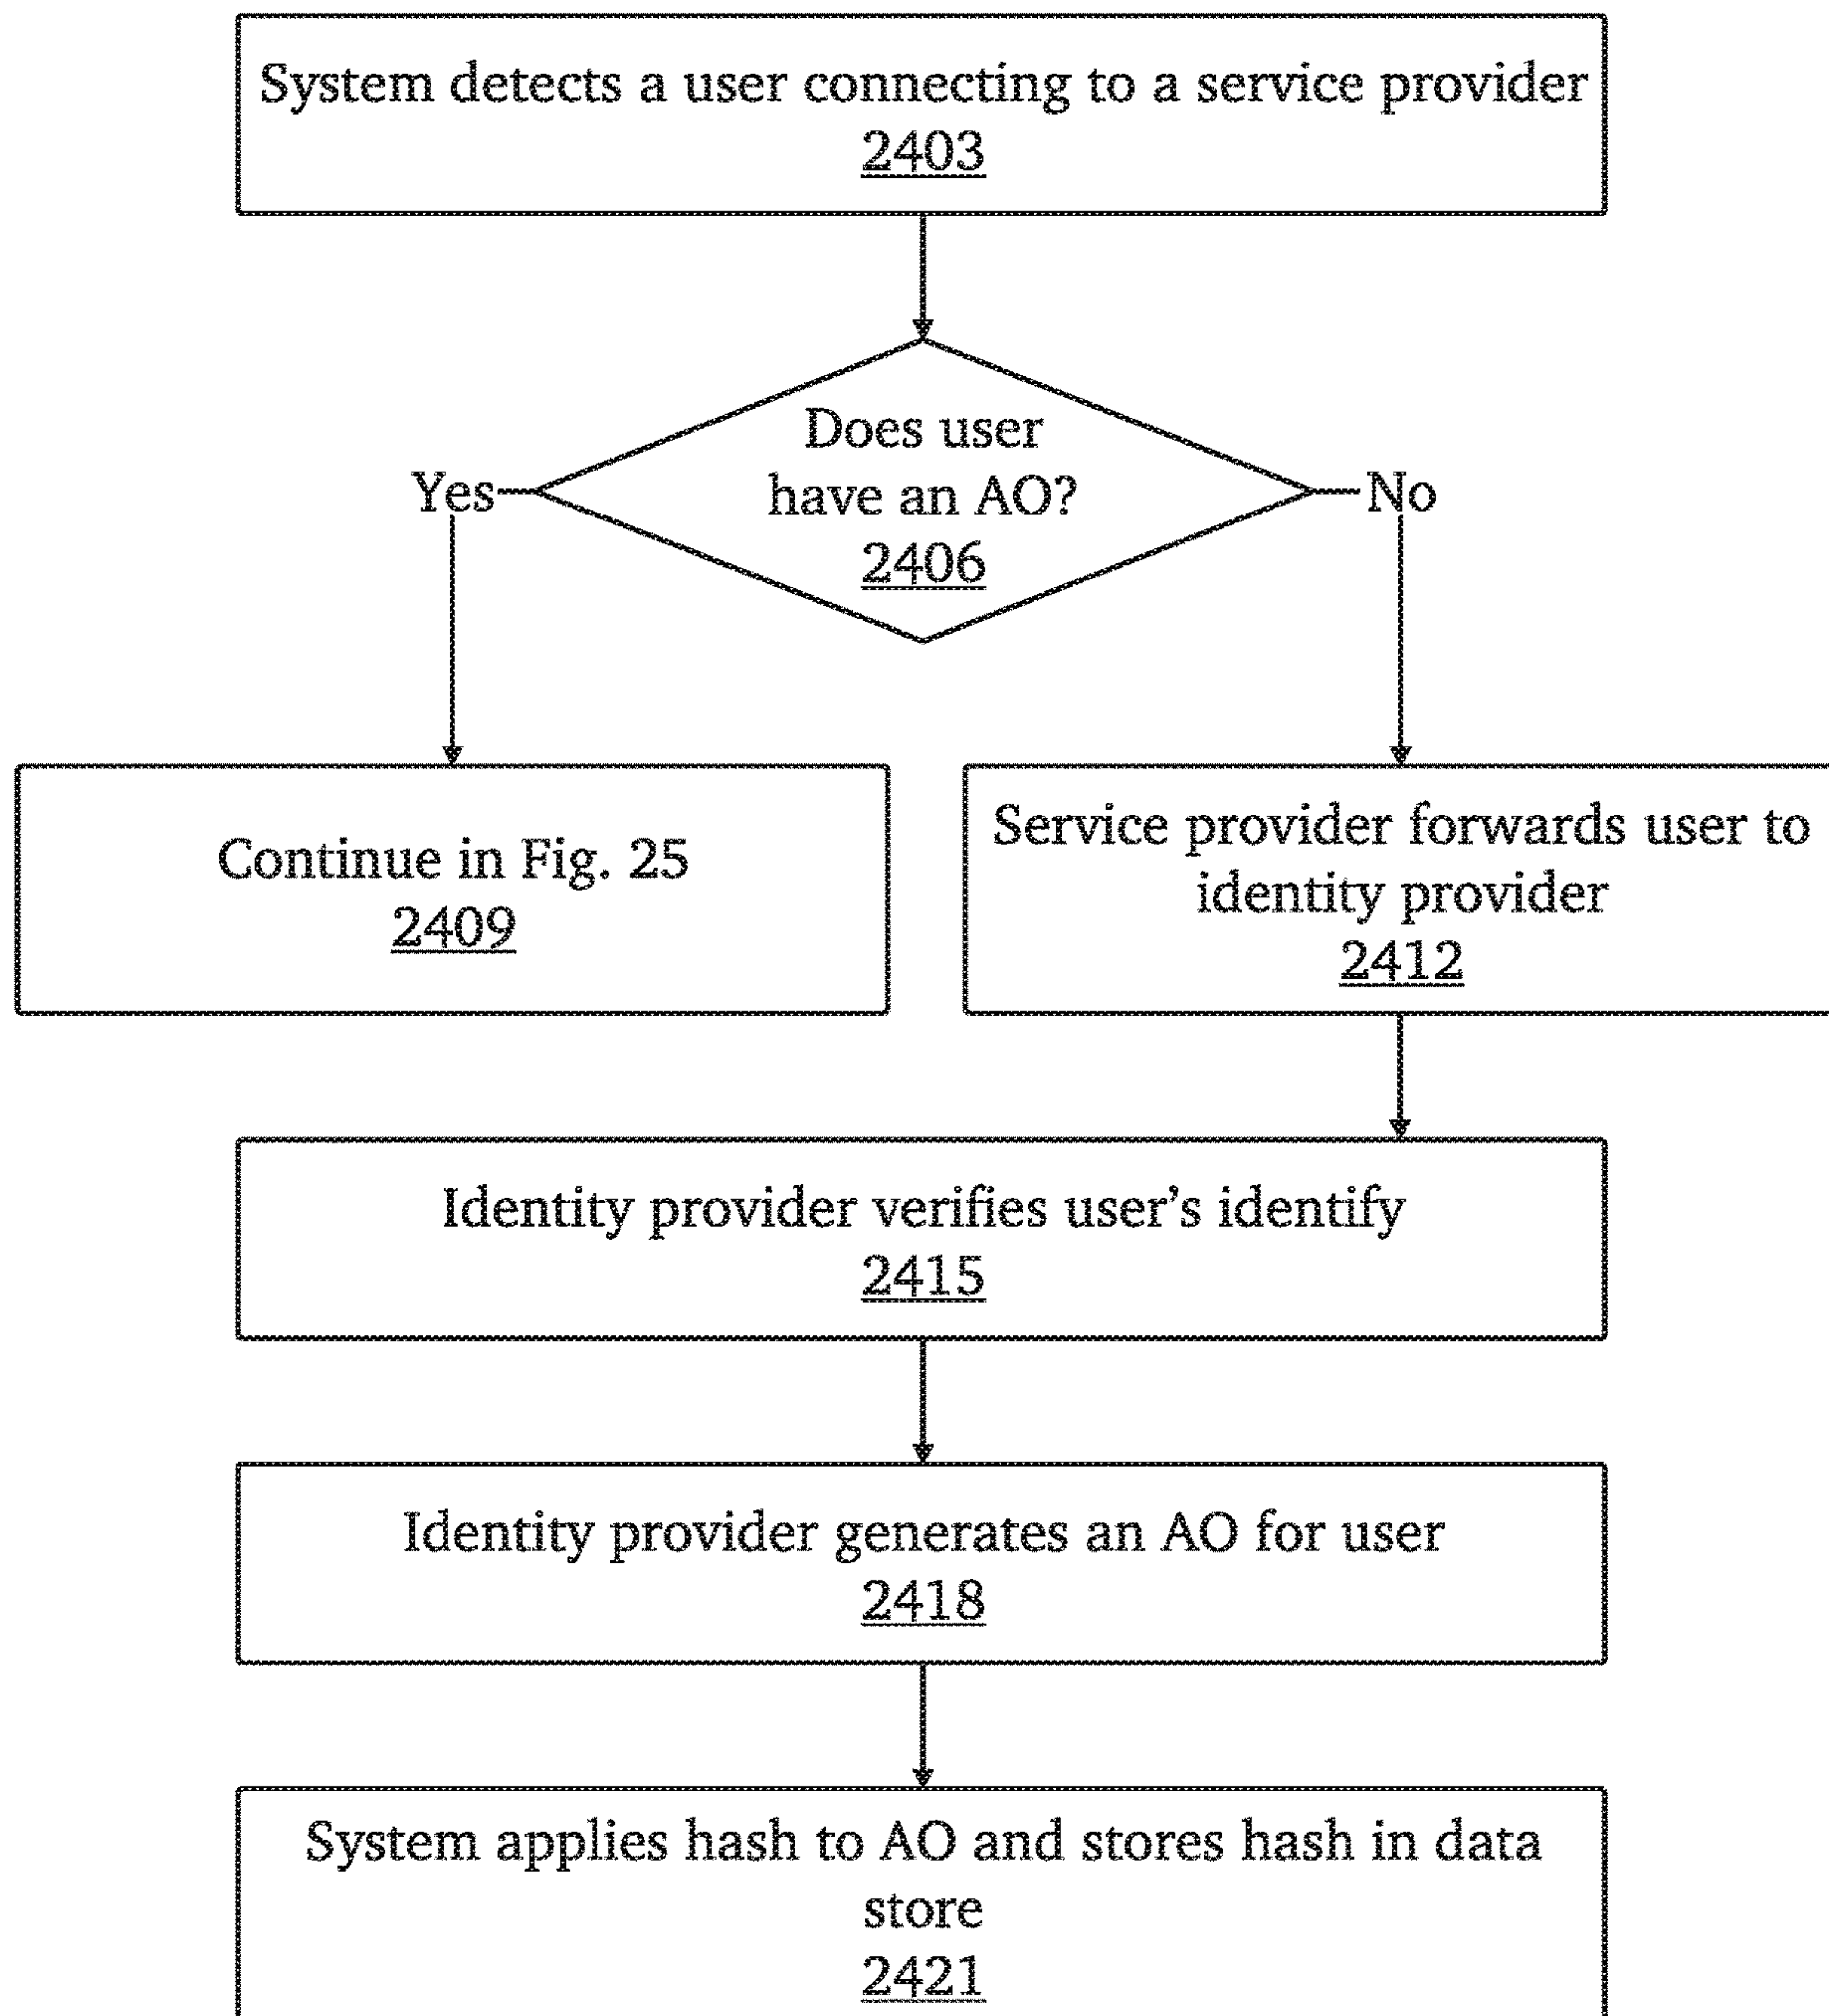 System detects a user connecting to a service provider
2403
Does user
have an AO?
2406
Yes
No
Continue in Fig. 25
2409
Service provider forwards user to
identity provider
2412
Identity provider verifies user’s identify
2415
Identity provider generates an AO for user
2418
System applies hash to AO and stores hash in data
store
2421